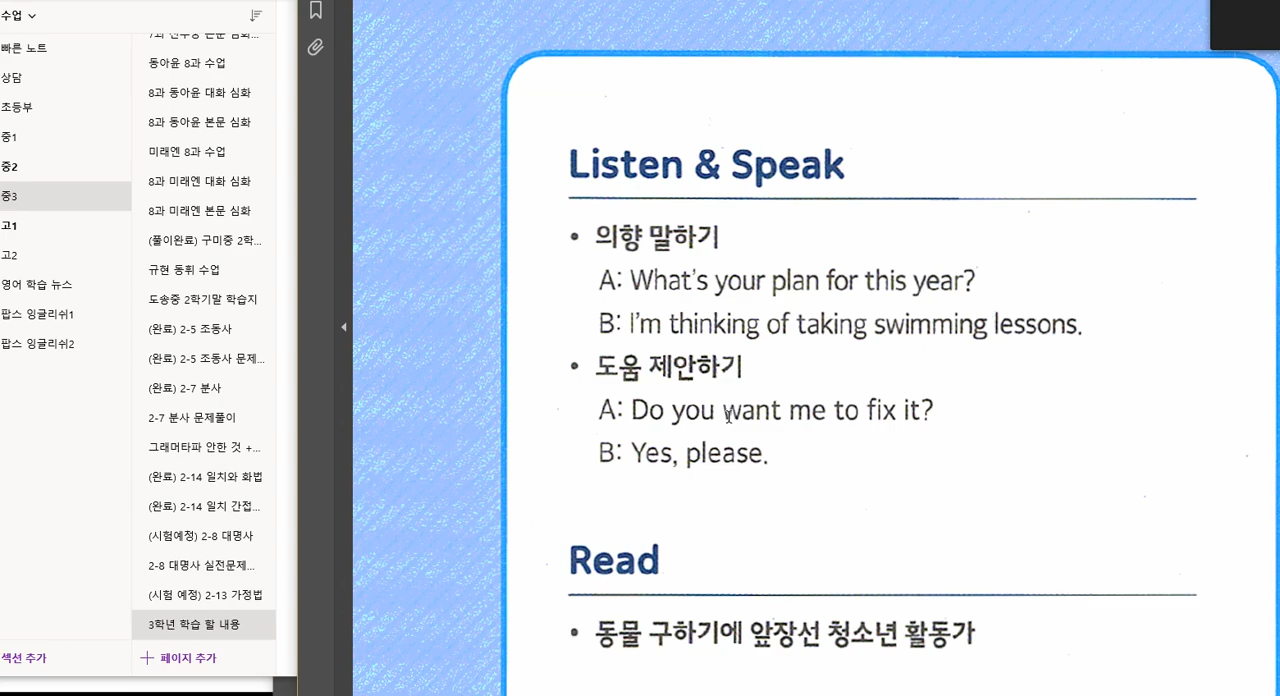 수업
빠른 노트
상담
초등부
중1
중2
중3
고1
고2
영어 학습 뉴스
팝스 잉글리쉬1
팝스 잉글리쉬2
섹션 추가
동아윤 8과 수업
8과 동아윤 대화 심화
8과 동아윤 본문 심화
미래엔 8과 수업
8과 미래엔 대화 심화
8과 미래엔 본문 심화
(풀이완료) 구미중 2학...
규현 동휘 수업
도송중 2학기말 학습지
(완료) 2-5 조동사
(완료) 2-5 조동사 문제...
(완료) 2-7 분사
2-7 분사 문제풀이
그래머타파 안한 것 +...
(완료) 2-14 일치와 화법
(완료) 2-14 일치 간접...
(시험예정) 2-8 대명사
2-8 대명사 실전문제...
(시험 예정) 2-13 가정법
3학년 학습 할 내용
페이지 추가
Listen & Speak
• 의향 말하기
A: What's your plan for this year?
B: I'm thinking of taking swimming lessons.
• 도움 제안하기
A: Do you want me to fix it?
B: Yes, please.
Read
• 동물 구하기에 앞장선 청소년 활동가